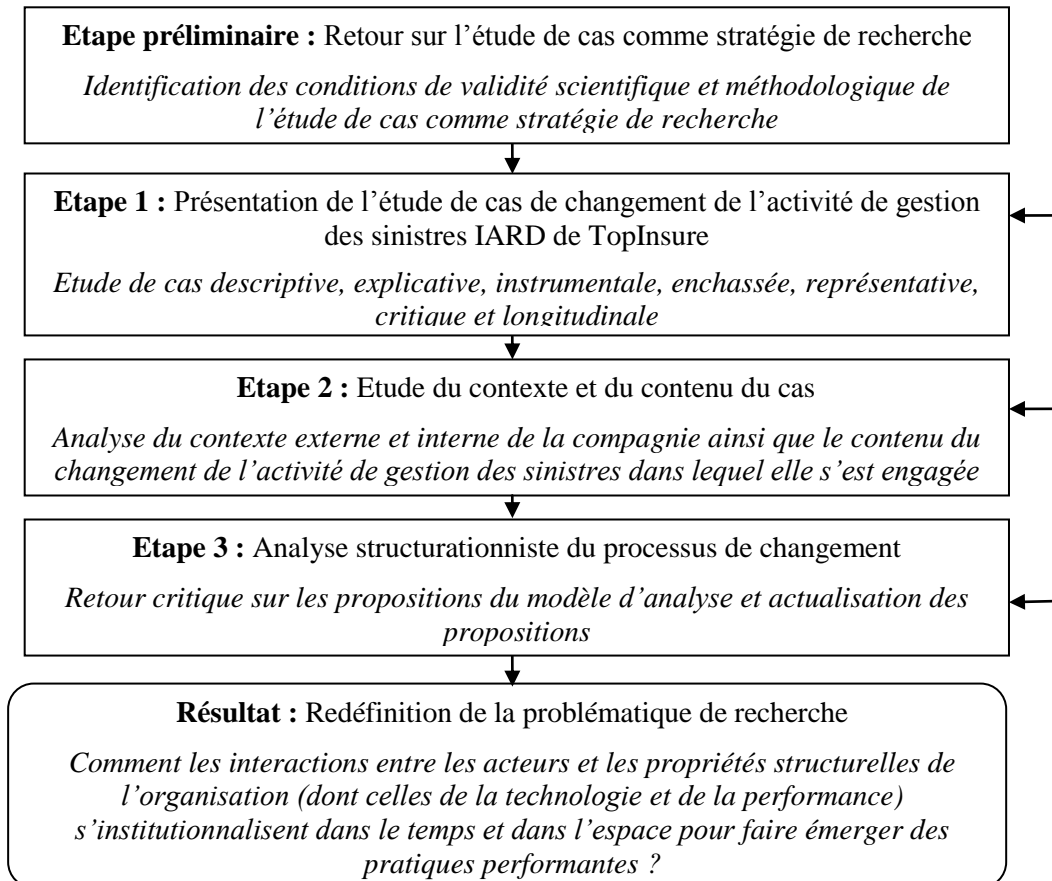 Etape préliminaire : Retour sur l’étude de cas comme stratégie de recherche
Identification des conditions de validité scientifique et méthodologique de
l’étude de cas comme stratégie de recherche
Etape 1 : Présentation de l’étude de cas de changement de l’activité de gestion
des sinistres IARD de TopInsure
Etude de cas descriptive, explicative, instrumentale, enchassée, représentative,
critique et longitudinale
Etape 2 : Etude du contexte et du contenu du cas
Analyse du contexte externe et interne de la compagnie ainsi que le contenu du
changement de l’activité de gestion des sinistres dans lequel elle s’est engagée
Etape 3 : Analyse structurationniste du processus de changement
Retour critique sur les propositions du modèle d’analyse et actualisation des
propositions
Résultat : Redéfinition de la problématique de recherche
Comment les interactions entre les acteurs et les propriétés structurelles de
l’organisation (dont celles de la technologie et de la performance)
s’institutionnalisent dans le temps et dans l’espace pour faire émerger des
pratiques performantes ?